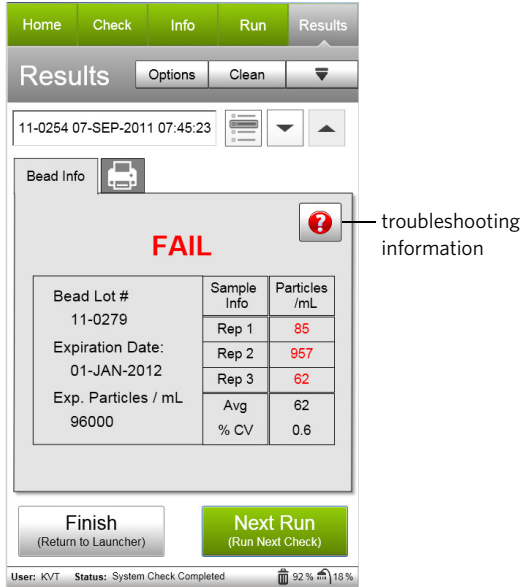 Home Check Info Run Results
Results Options Clean
11-0254 07-SEP-2011 07:45:23
Bead Info
?
troubleshooting
information
FAIL
Bead Lot #
11-0279
Expiration Date:
01-JAN-2012
Exp. Particles / mL
96000
Sample Info Particles /mL
Rep 1 85
Rep 2 957
Rep 3 62
Avg 62
% CV 0.6
Finish
(Return to Launcher)
Next Run
(Run Next Check)
User: KVT Status: System Check Completed 92 % 18 %